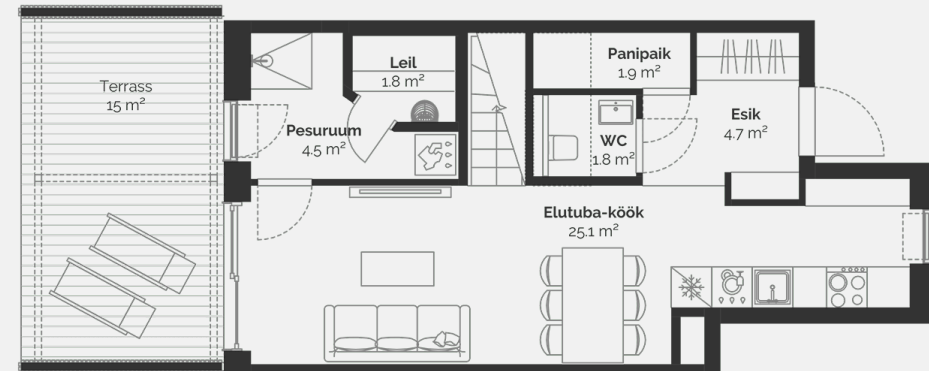 Terrass
15 m²
Pesuruum
4.5 m²
Leil
1.8 m²
Panipaik
1.9 m²
WC
1.8 m²
Esik
4.7 m²
Elutuba-köök
25.1 m²